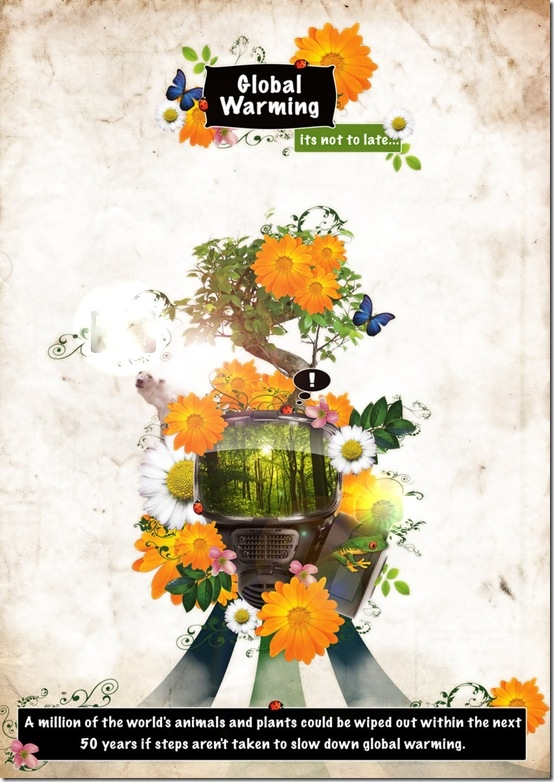 Global
Warming
its not to late...
!
A million of the world's animals and plants could be wiped out within the next
50 years if steps aren't taken to slow down global warming.